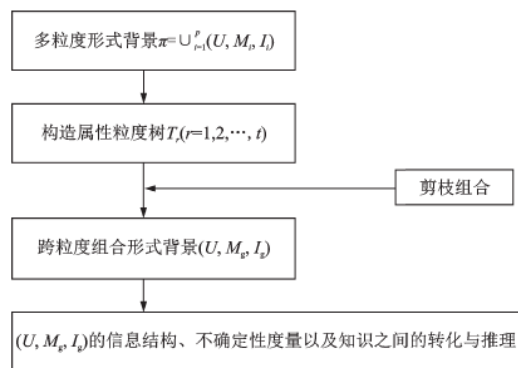 多粒度形式背景π=∪ᵖᵢ₌₁(U, Mᵢ, Iᵢ)
构造属性粒度树Tᵣ(r=1,2,⋯, t)
剪枝组合
跨粒度组合形式背景(U, M_g, I_g)
(U, M_g, I_g)的信息结构、不确定性度量以及知识之间的转化与推理